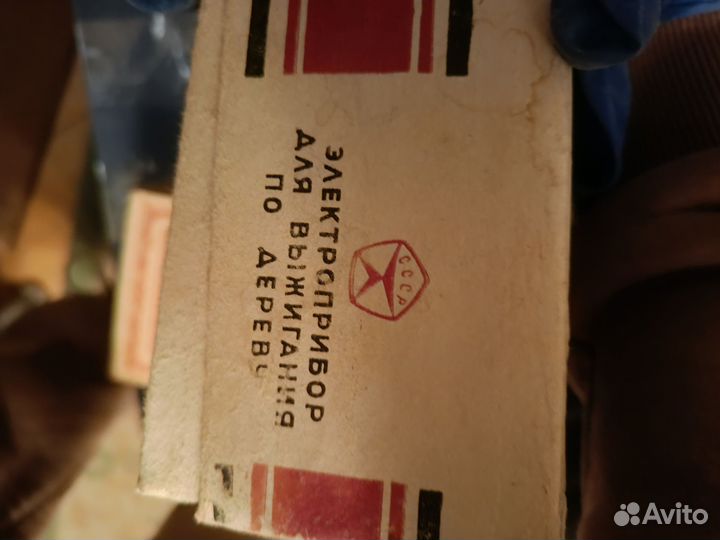 СССР
ЭЛЕКТРОПРИБОР
ДЛЯ ВЫЖИГАНИЯ
ПО ДЕРЕВУ
Avito